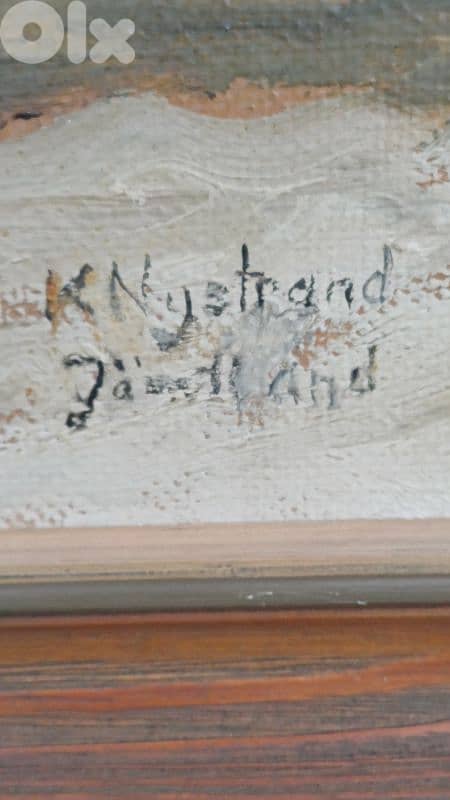 Olx
K Nystrand
Jämtland